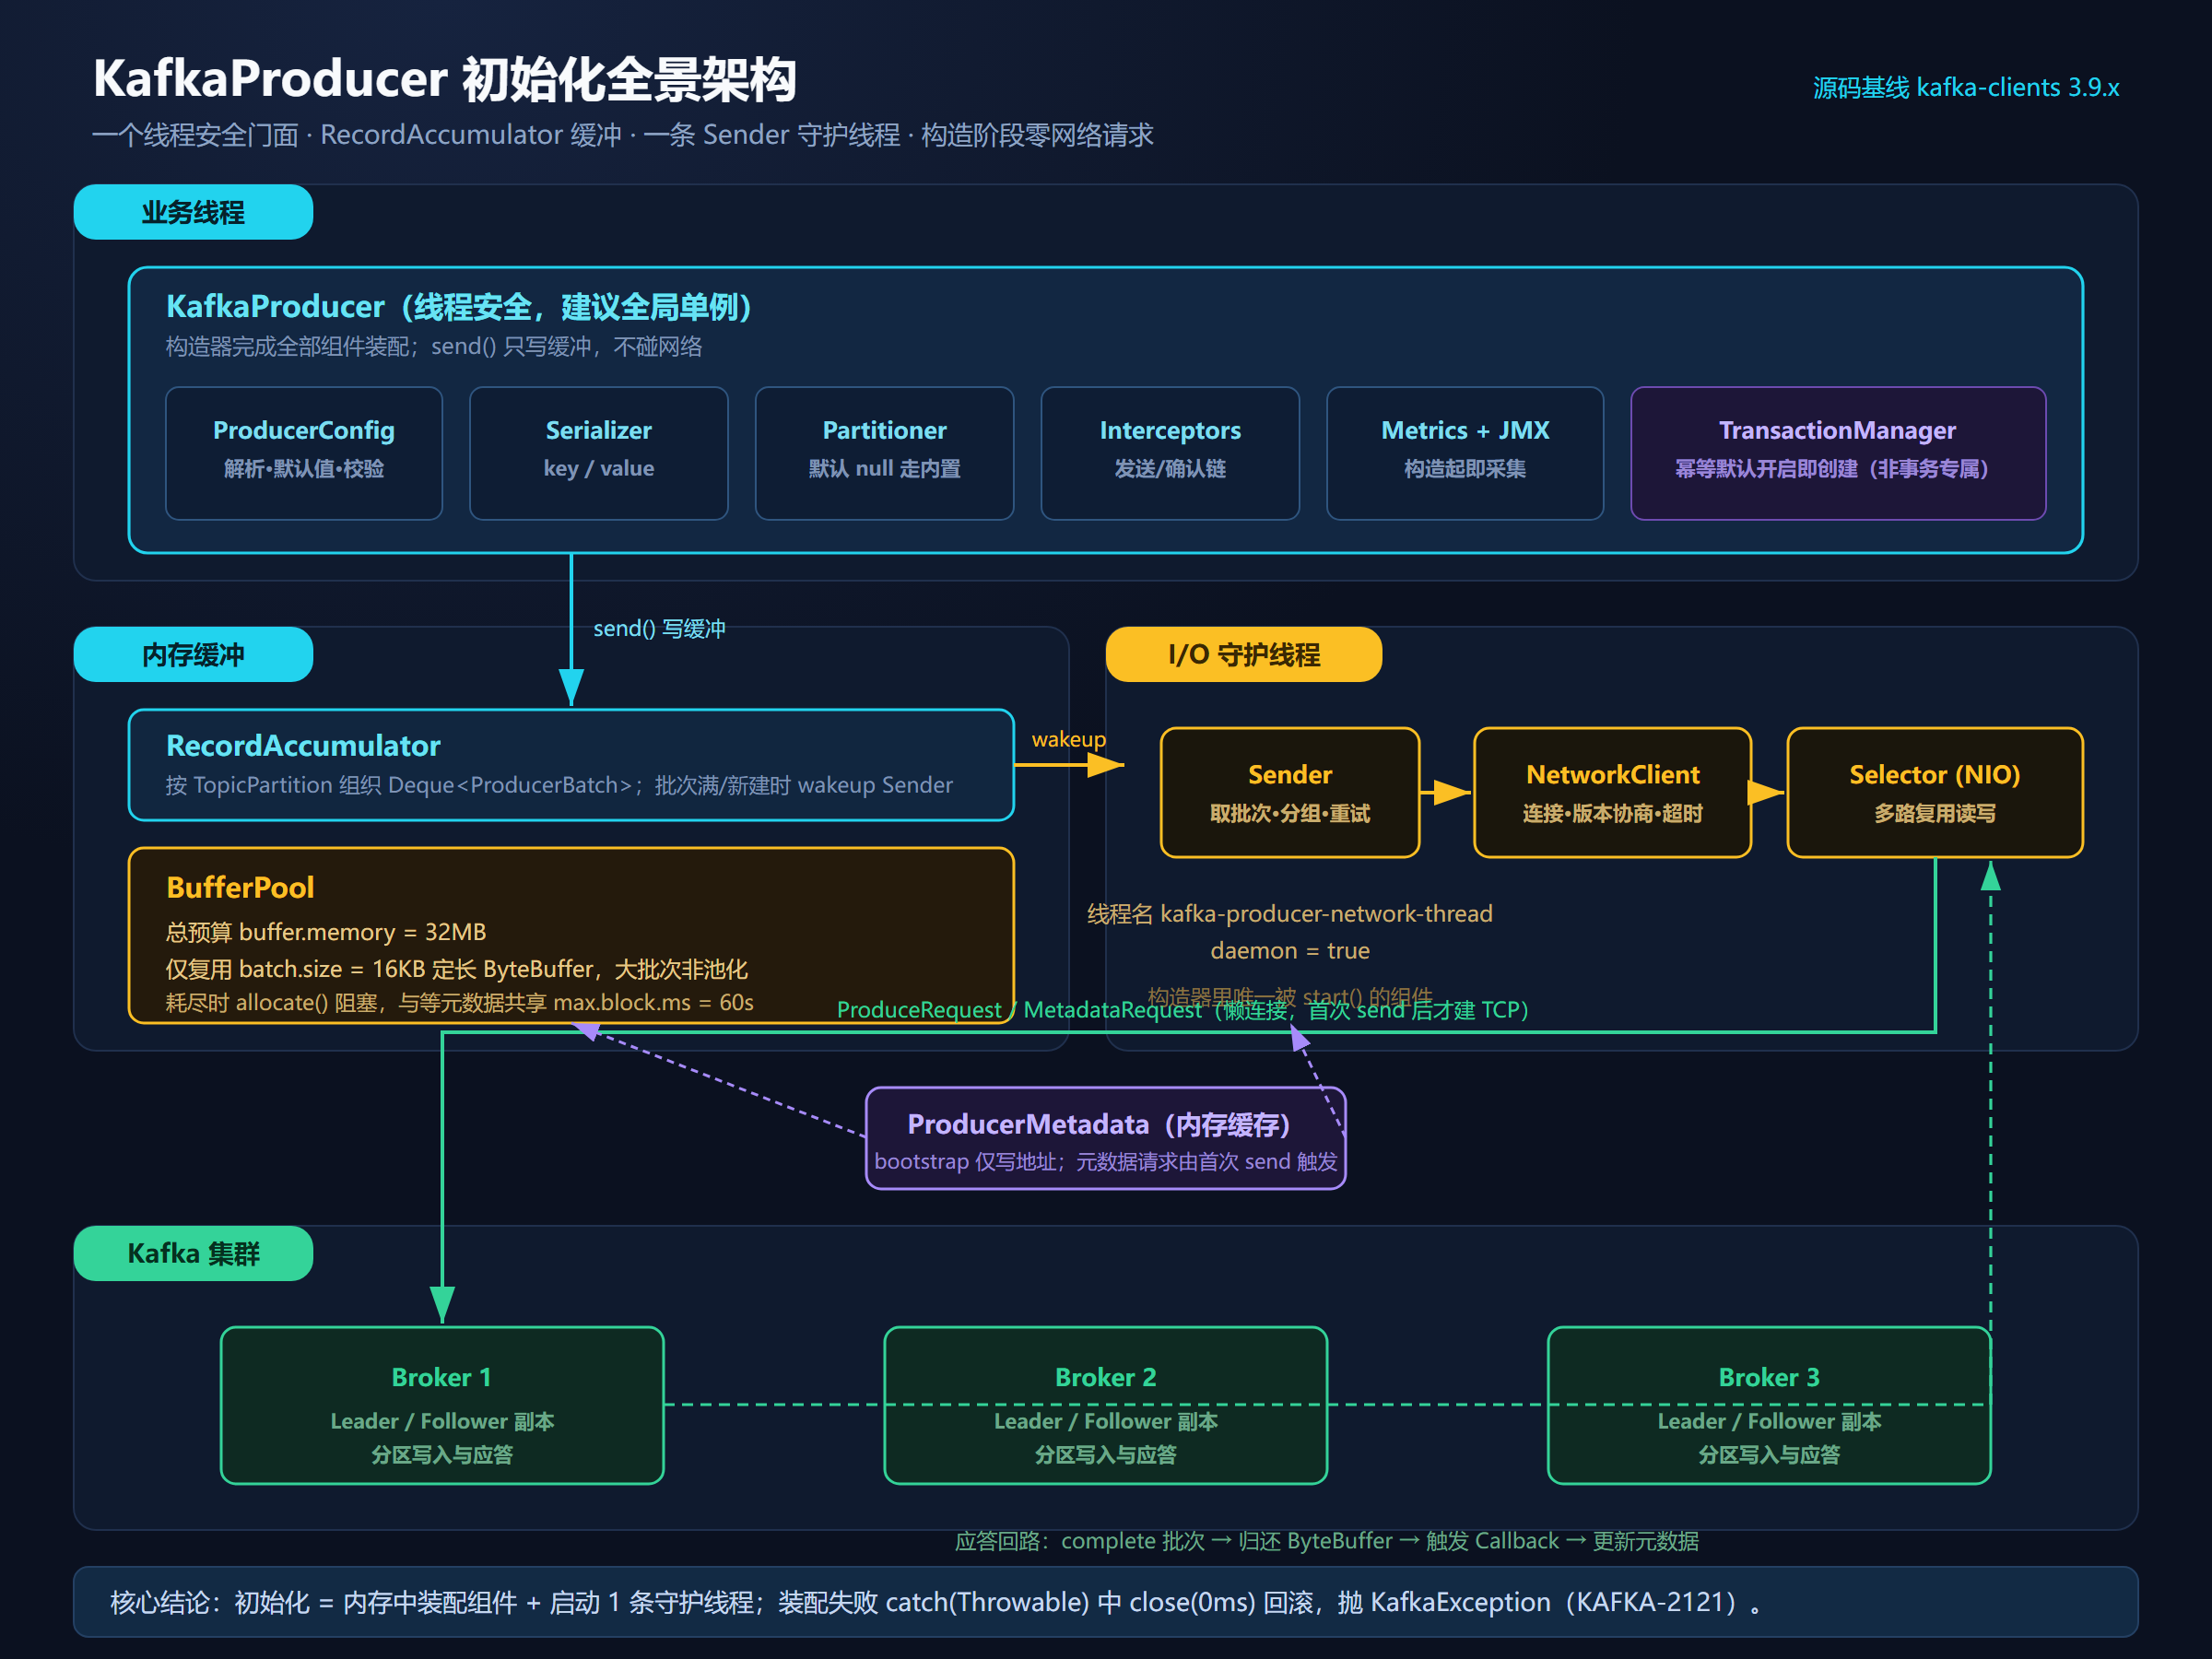 KafkaProducer 初始化全景架构
源码基线 kafka-clients 3.9.x
一个线程安全门面 · RecordAccumulator 缓冲 · 一条 Sender 守护线程 · 构造阶段零网络请求
业务线程
KafkaProducer（线程安全，建议全局单例）
构造器完成全部组件装配；send() 只写缓冲，不碰网络
ProducerConfig
解析·默认值·校验
Serializer
key / value
Partitioner
默认 null 走内置
Interceptors
发送/确认链
Metrics + JMX
构造起即采集
TransactionManager
幂等默认开启即创建（非事务专属）
send() 写缓冲
内存缓冲
RecordAccumulator
按 TopicPartition 组织 Deque<ProducerBatch>；批次满/新建时 wakeup Sender
wakeup
BufferPool
总预算 buffer.memory = 32MB
仅复用 batch.size = 16KB 定长 ByteBuffer，大批次非池化
耗尽时 allocate() 阻塞，与等元数据共享 max.block.ms = 60s
I/O 守护线程
Sender
取批次·分组·重试
NetworkClient
连接·版本协商·超时
Selector (NIO)
多路复用读写
线程名 kafka-producer-network-thread
daemon = true
构造器里唯一被 start() 的组件
ProduceRequest / MetadataRequest（懒连接，首次 send 后才建 TCP）
ProducerMetadata（内存缓存）
bootstrap 仅写地址；元数据请求由首次 send 触发
Kafka 集群
Broker 1
Leader / Follower 副本
分区写入与应答
Broker 2
Leader / Follower 副本
分区写入与应答
Broker 3
Leader / Follower 副本
分区写入与应答
应答回路：complete 批次 → 归还 ByteBuffer → 触发 Callback → 更新元数据
核心结论：初始化 = 内存中装配组件 + 启动 1 条守护线程；装配失败 catch(Throwable) 中 close(0ms) 回滚，抛 KafkaException（KAFKA-2121）。